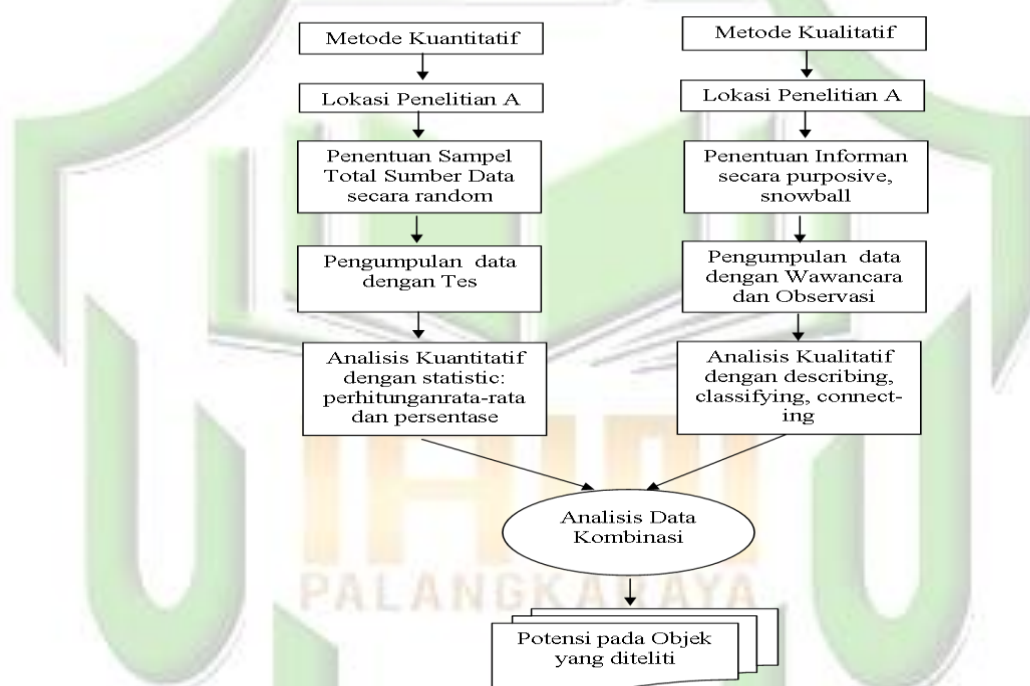 Metode Kuantitatif
Lokasi Penelitian A
Penentuan Sampel
Total Sumber Data
secara random
Pengumpulan data
dengan Tes
Analisis Kuantitatif
dengan statistic:
perhitunganrata-rata
dan persentase
Metode Kualitatif
Lokasi Penelitian A
Penentuan Informan
secara purposive,
snowball
Pengumpulan data
dengan Wawancara
dan Observasi
Analisis Kualitatif
dengan describing,
classifying, connect-
ing
Analisis Data
Kombinasi
IAIN
PALANGKARAYA
Potensi pada Objek
yang diteliti